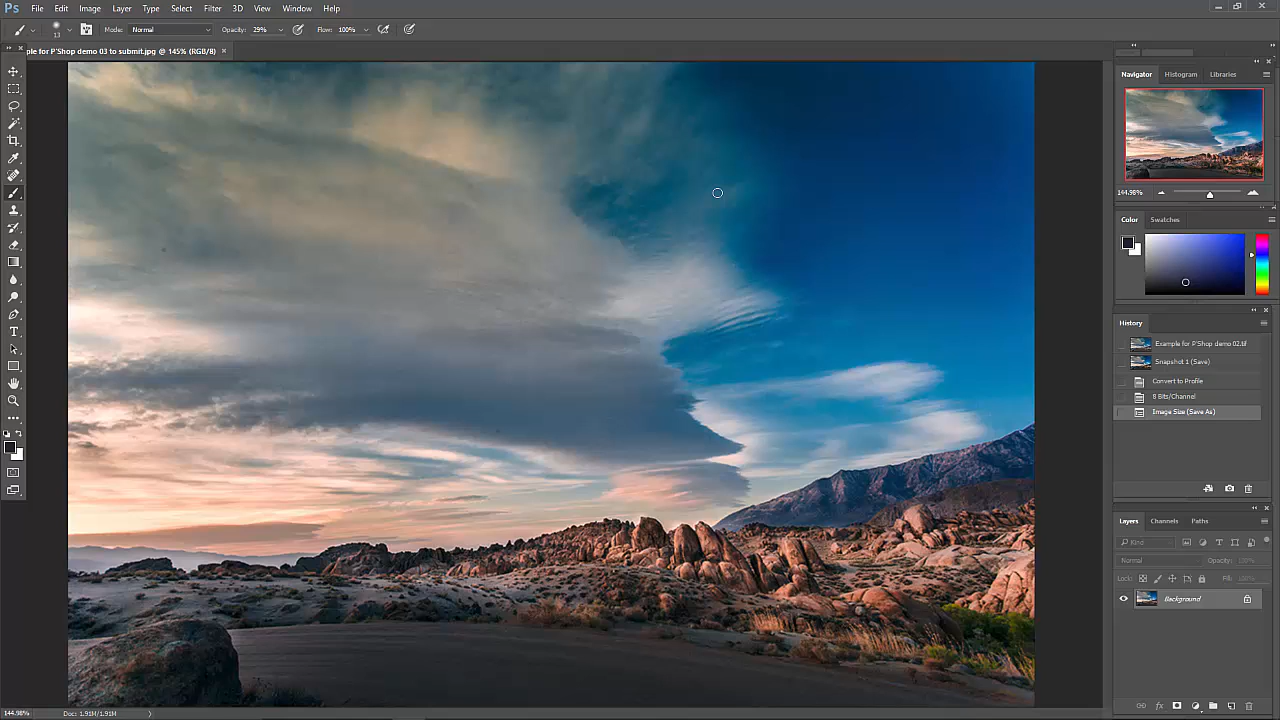 Ps File Edit Image Layer Type Select Filter 3D View Window Help
13 Mode: Normal Opacity: 29% Flow: 100%
ple for P'Shop demo 03 to submit.jpg @ 145% (RGB/8) ×
Navigator Histogram Libraries
144.98%
Color Swatches
History
Example for P'Shop demo 02.tif
Snapshot 1 (Save)
Convert to Profile
8 Bits/Channel
Image Size (Save As)
Layers Channels Paths
Kind
Normal Opacity: 100%
Lock: Fill: 100%
Background
144.98% Doc: 1.91M/1.91M